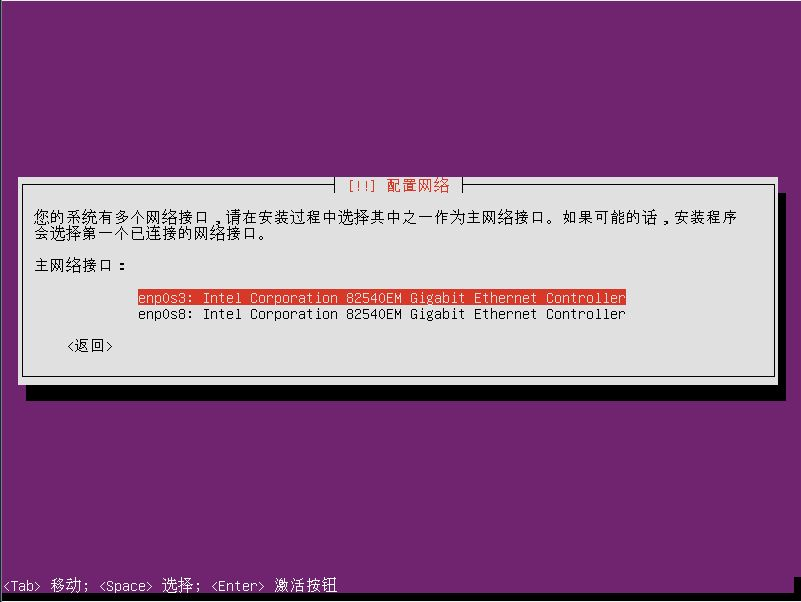 [!!] 配置网络
您的系统有多个网络接口,请在安装过程中选择其中之一作为主网络接口。如果可能的话,安装程序
会选择第一个已连接的网络接口。
主网络接口:
enp0s3: Intel Corporation 82540EM Gigabit Ethernet Controller
enp0s8: Intel Corporation 82540EM Gigabit Ethernet Controller
<返回>
<Tab> 移动; <Space> 选择; <Enter> 激活按钮